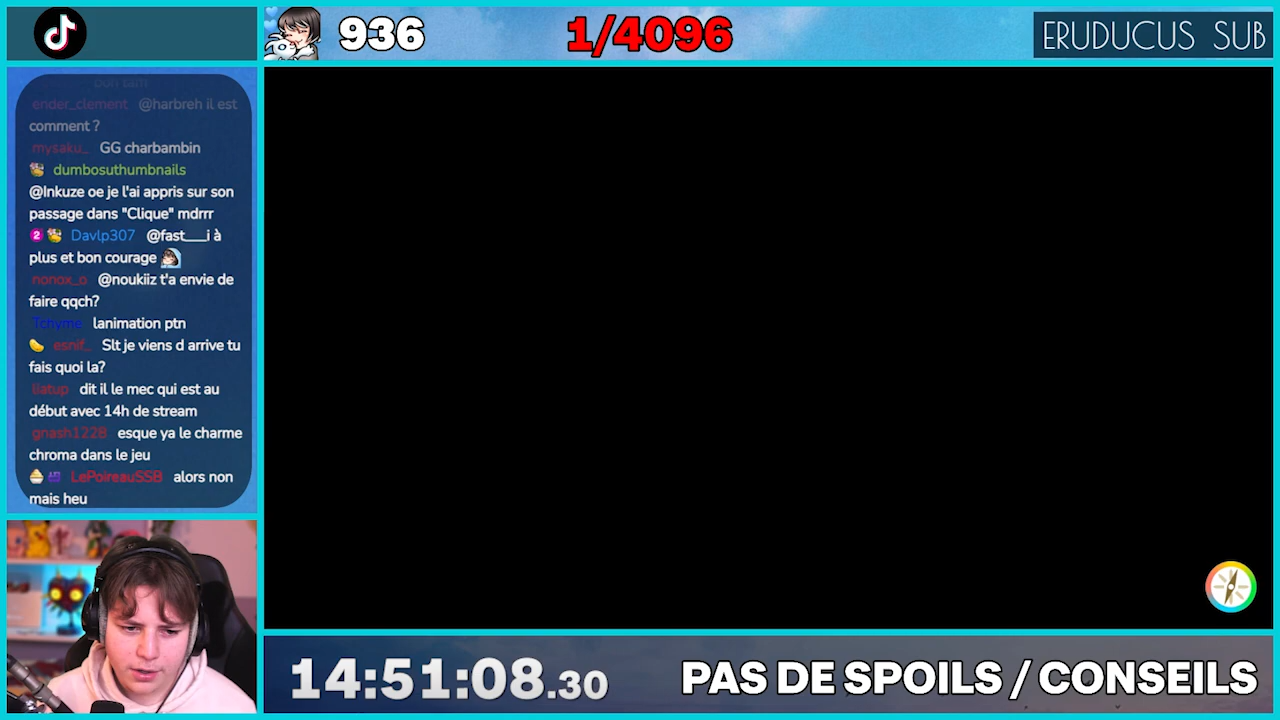 936
1/4096
ERUDUCUS SUB
ender_clement @harbreh il est
comment ?
mysaku_ GG charbambin
dumbosuthumbnails
@Inkuze oe je l'ai appris sur son
passage dans "Clique" mdrrr
2 Davlp307 @fast___i à
plus et bon courage
nonox_o @noukiiz t'a envie de
faire qqch?
Tchyme lanimation ptn
esnif_ Slt je viens d arrive tu
fais quoi la?
liatup dit il le mec qui est au
début avec 14h de stream
gnash1228 esque ya le charme
chroma dans le jeu
LePoireauSSB alors non
mais heu
14:51:08.30
PAS DE SPOILS / CONSEILS